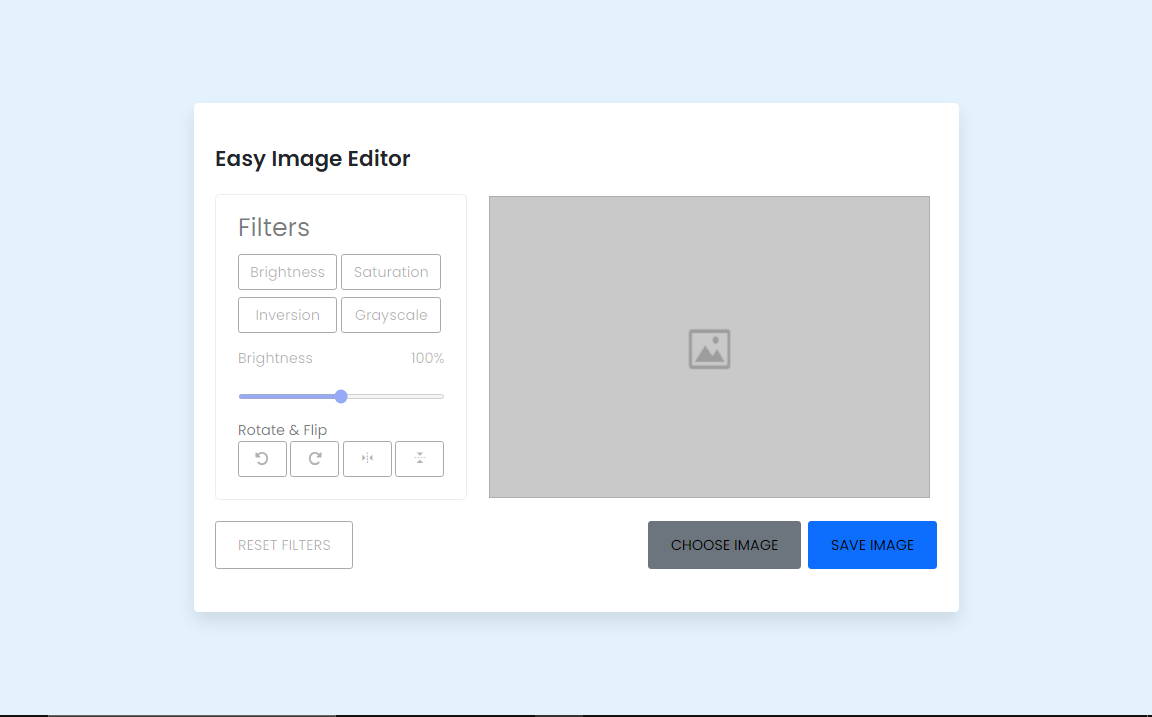 Easy Image Editor
Filters
Brightness Saturation
Inversion Grayscale
Brightness 100%
Rotate & Flip
RESET FILTERS CHOOSE IMAGE SAVE IMAGE